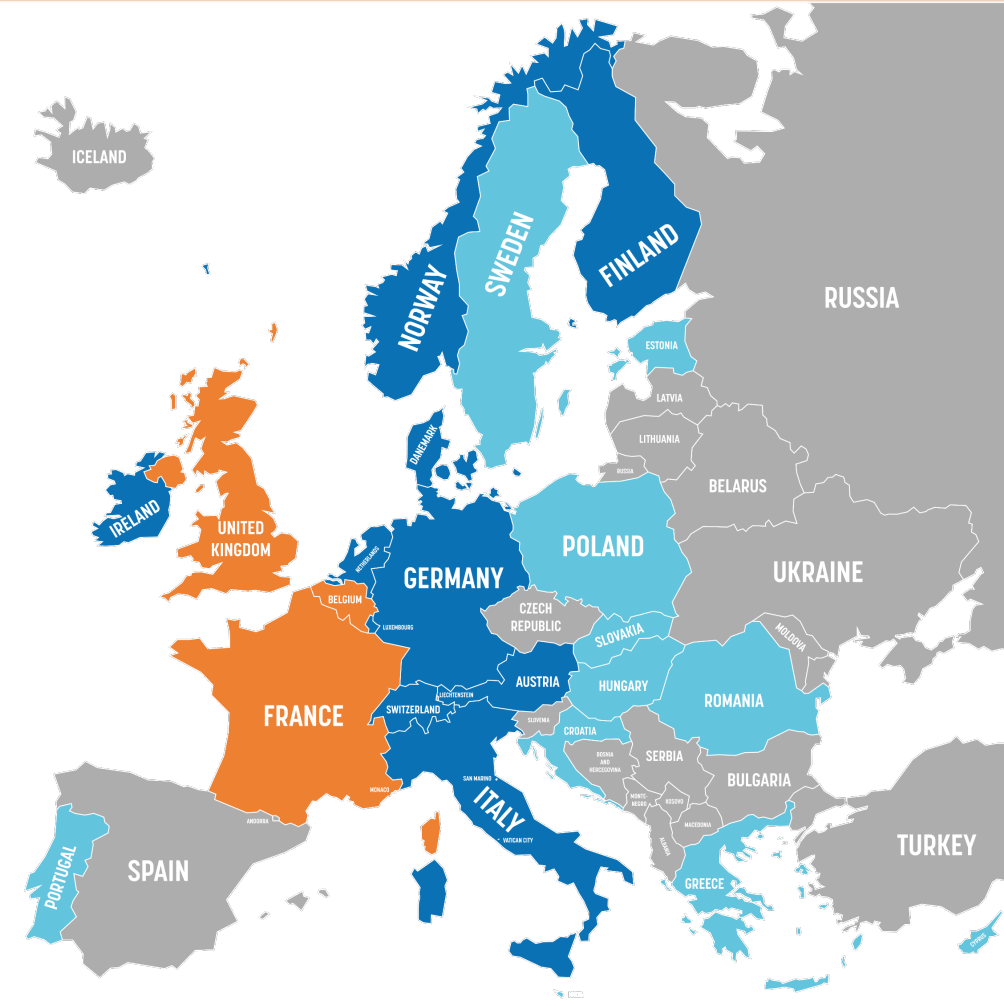 ICELAND
NORWAY
SWEDEN
FINLAND
RUSSIA
ESTONIA
LATVIA
LITHUANIA
RUSSIA
BELARUS
DANEMARK
IRELAND
UNITED
KINGDOM
NETHERLANDS
GERMANY
POLAND
UKRAINE
BELGIUM
LUXEMBOURG
CZECH
REPUBLIC
SLOVAKIA
MOLDOVA
AUSTRIA
HUNGARY
LIECHTENSTEIN
SWITZERLAND
FRANCE
ROMANIA
SLOVENIA
CROATIA
BOSNIA
AND
HERCEGOVINA
SERBIA
BULGARIA
SAN MARINO
MONACO
ITALY
VATICAN CITY
MONTE-
NEGRO
KOSOVO
MACEDONIA
ALBANIA
ANDORRA
SPAIN
PORTUGAL
GREECE
TURKEY
CYPRUS